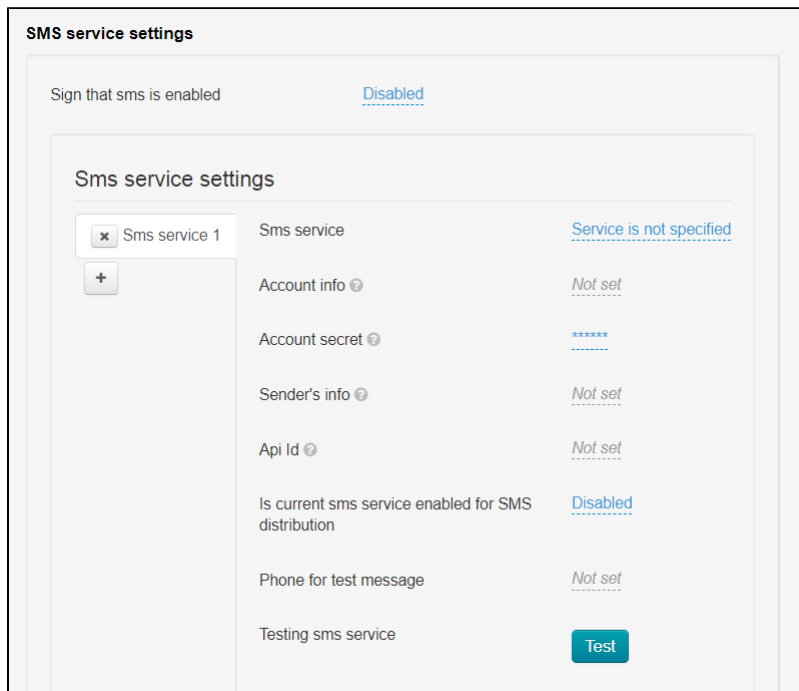 SMS service settings
Sign that sms is enabled Disabled
Sms service settings
× Sms service 1
+
Sms service Service is not specified
Account info ? Not set
Account secret ? ******
Sender's info ? Not set
Api Id ? Not set
Is current sms service enabled for SMS Disabled
distribution
Phone for test message Not set
Testing sms service Test